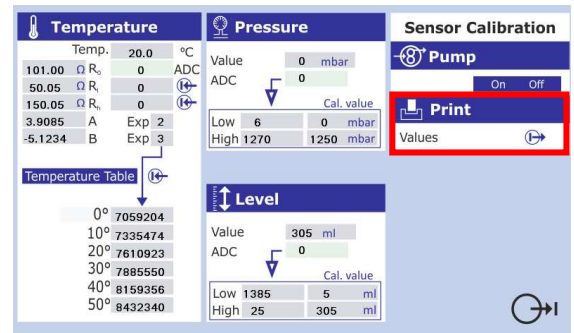 Temperature
Temp. 20.0 °C
101.00 Ω R₀ 0 ADC
50.05 Ω Rₗ 0
150.05 Ω Rₕ 0
3.9085 A Exp 2
-5.1234 B Exp 3
Temperature Table
0° 7059204
10° 7335474
20° 7610923
30° 7885550
40° 8159356
50° 8432340
Pressure
Value 0 mbar
ADC 0
Cal. value
Low 6 0 mbar
High 1270 1250 mbar
Level
Value 305 ml
ADC 0
Cal. value
Low 1385 5 ml
High 25 305 ml
Sensor Calibration
Pump
On Off
Print
Values